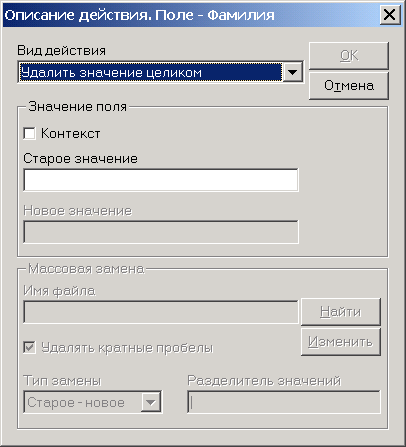 Описание действия. Поле - Фамилия
Вид действия
Удалить значение целиком
OK
Отмена
Значение поля
Контекст
Старое значение
Новое значение
Массовая замена
Имя файла
Найти
Удалять кратные пробелы
Изменить
Тип замены
Разделитель значений
Старое - новое